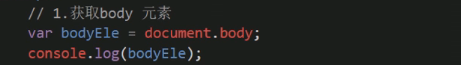 // 1.获取body 元素
var bodyEle = document.body;
console.log(bodyEle);